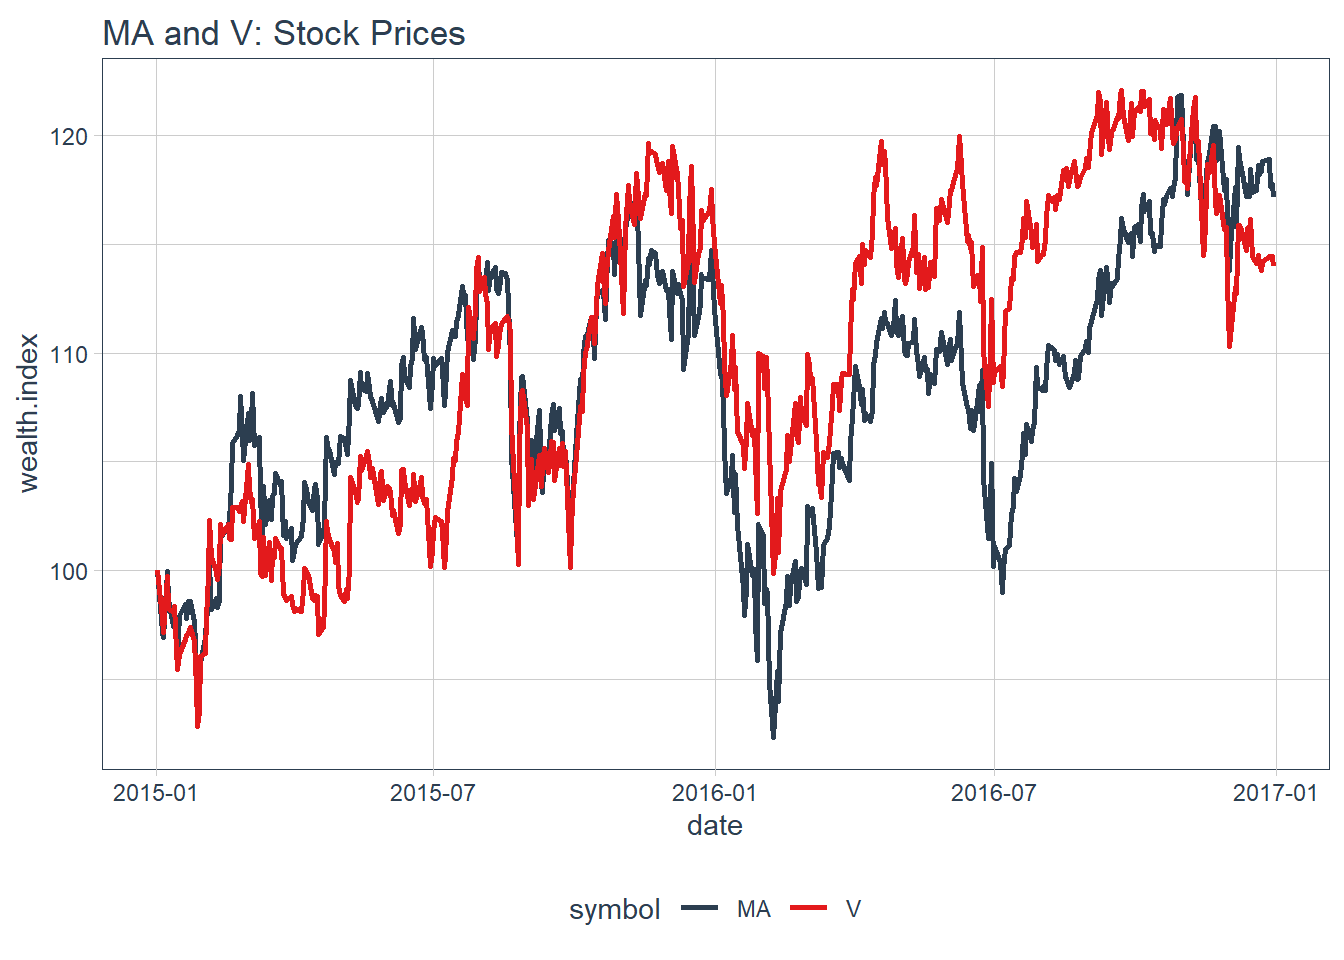 MA and V: Stock Prices
wealth.index
120
110
100
2015-01 2015-07 2016-01 2016-07 2017-01
date
symbol MA V